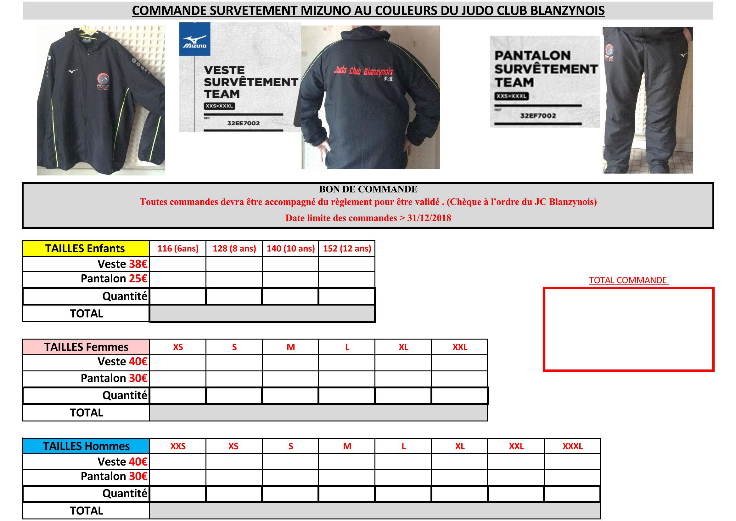 COMMANDE SURVETEMENT MIZUNO AU COULEURS DU JUDO CLUB BLANZYNOIS
Mizuno
VESTE
SURVÊTEMENT
TEAM
XXS>XXXL
32EE7002
Judo Club Blanzynois
PANTALON
SURVÊTEMENT
TEAM
XXS>XXXL
32EF7002
BON DE COMMANDE
Toutes commandes devra être accompagné du règlement pour être validé . (Chèque à l'ordre du JC Blanzynois)
Date limite des commandes > 31/12/2018
TAILLES Enfants 116 (6ans) 128 (8 ans) 140 (10 ans) 152 (12 ans)
Veste 38€
Pantalon 25€
Quantité
TOTAL
TOTAL COMMANDE
TAILLES Femmes XS S M L XL XXL
Veste 40€
Pantalon 30€
Quantité
TOTAL
TAILLES Hommes XXS XS S M L XL XXL XXXL
Veste 40€
Pantalon 30€
Quantité
TOTAL